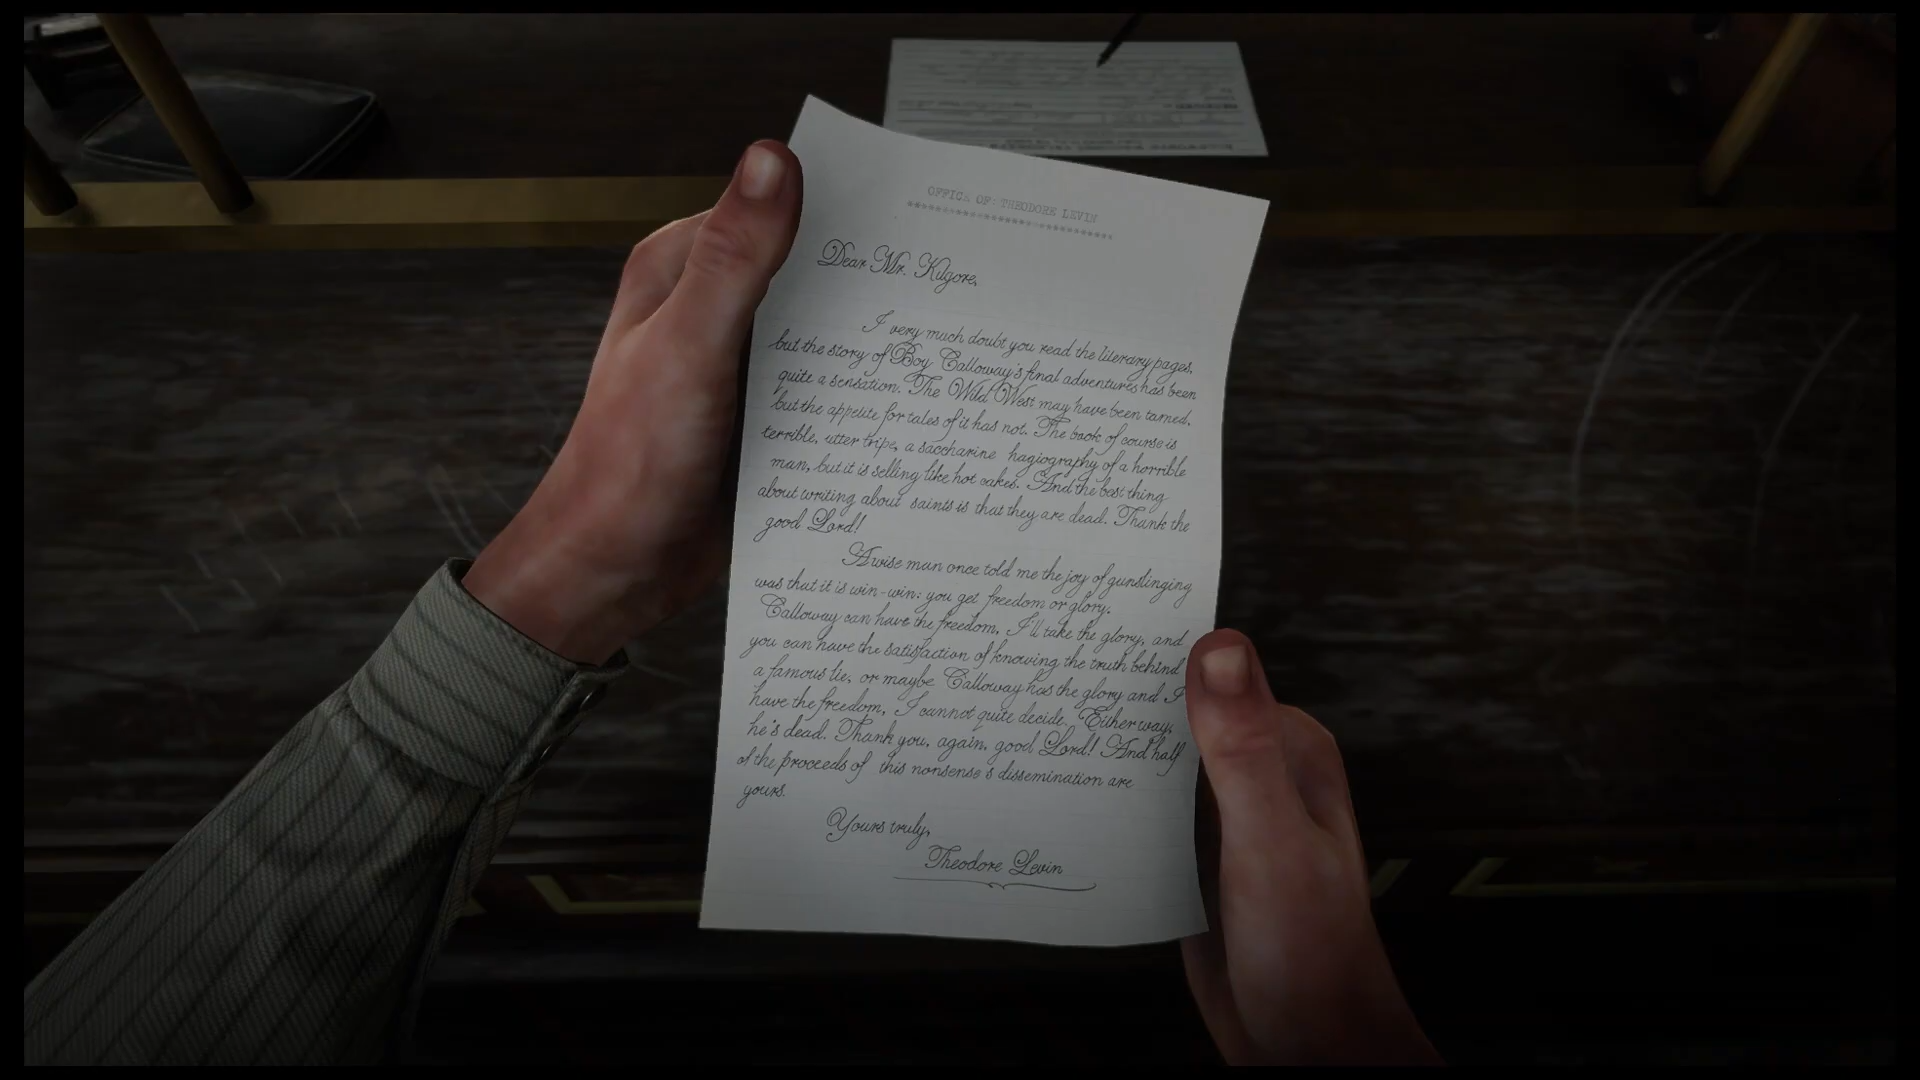 OFFICE OF: THEODORE LEVIN
Dear Mr. Kilgore,
I very much doubt you read the literary pages,
but the story of Boy Calloway's final adventures has been
quite a sensation. The Wild West may have been tamed,
but the appetite for tales of it has not. The book of course is
terrible, utter tripe, a saccharine hagiography of a horrible
man, but it is selling like hot cakes. And the best thing
about writing about saints is that they are dead. Thank the
good Lord!
A wise man once told me the joy of gunslinging
was that it is win-win: you get freedom or glory.
Calloway can have the freedom, I'll take the glory, and
you can have the satisfaction of knowing the truth behind
a famous lie, or maybe Calloway has the glory and I
have the freedom, I cannot quite decide. Either way,
he's dead. Thank you, again, good Lord! And half
of the proceeds of this nonsense's dissemination are
yours.
Yours truly,
Theodore Levin